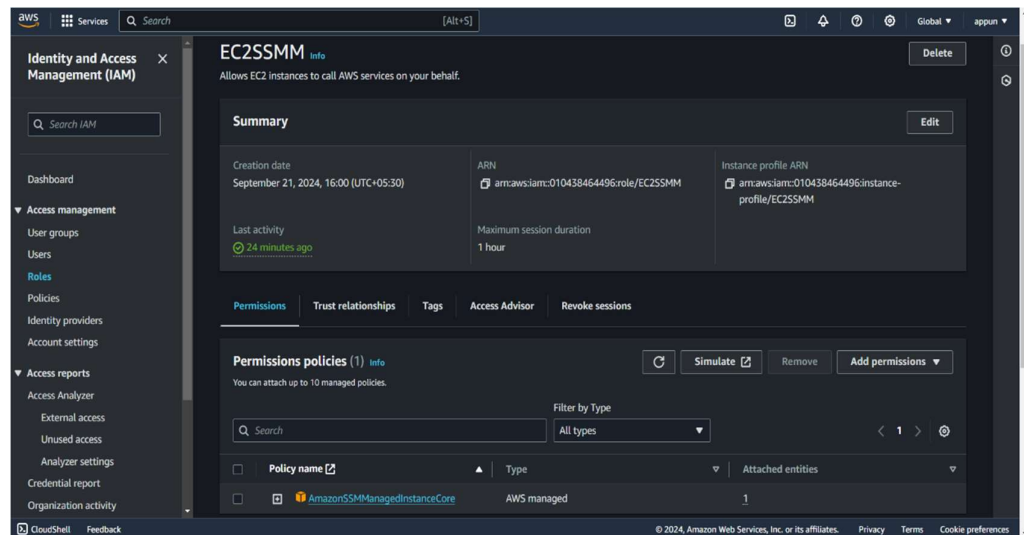 aws Services Search [Alt+S] Global ▼ appun ▼
Identity and Access Management (IAM)
Search IAM
Dashboard
Access management
User groups
Users
Roles
Policies
Identity providers
Account settings
Access reports
Access Analyzer
External access
Unused access
Analyzer settings
Credential report
Organization activity
EC2SSMM Info
Delete
Allows EC2 instances to call AWS services on your behalf.
Summary
Edit
Creation date
September 21, 2024, 16:00 (UTC+05:30)
ARN
arn:aws:iam::010438464496:role/EC2SSMM
Instance profile ARN
arn:aws:iam::010438464496:instance-
profile/EC2SSMM
Last activity
24 minutes ago
Maximum session duration
1 hour
Permissions Trust relationships Tags Access Advisor Revoke sessions
Permissions policies (1) Info
Simulate Remove Add permissions ▼
You can attach up to 10 managed policies.
Filter by Type
Search All types 1
Policy name Type Attached entities
AmazonSSMManagedInstanceCore AWS managed 1
CloudShell Feedback © 2024, Amazon Web Services, Inc. or its affiliates. Privacy Terms Cookie preferences